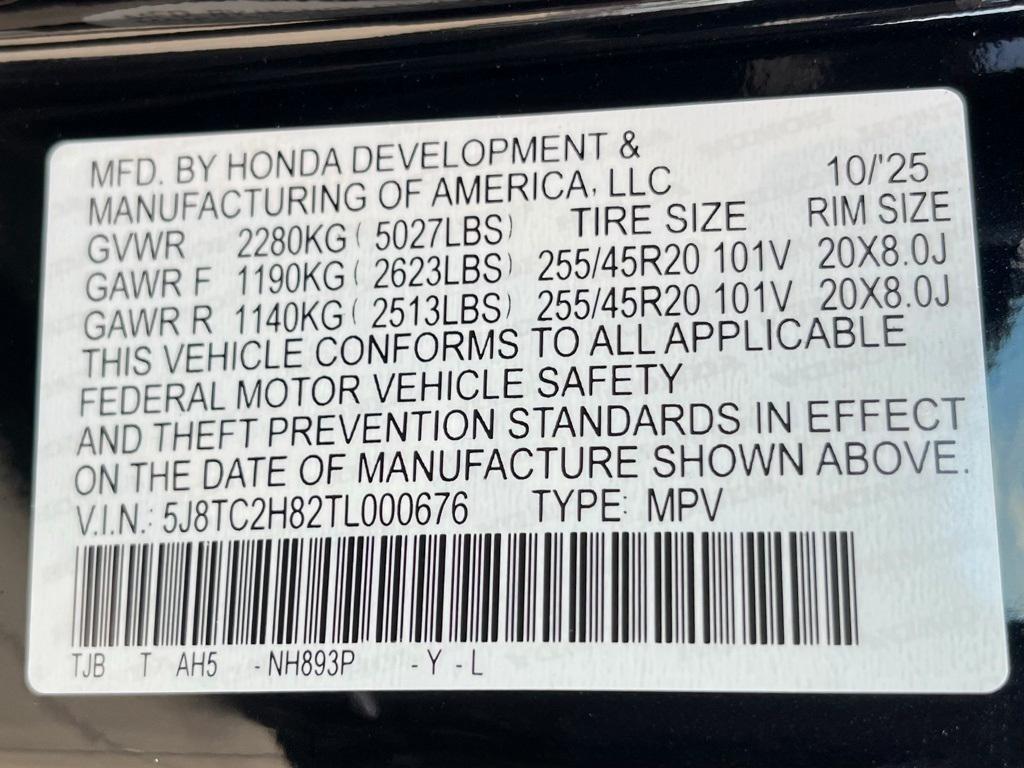 MFD. BY HONDA DEVELOPMENT &
MANUFACTURING OF AMERICA, LLC 10/'25
GVWR 2280KG ( 5027LBS) TIRE SIZE RIM SIZE
GAWR F 1190KG ( 2623LBS) 255/45R20 101V 20X8.0J
GAWR R 1140KG ( 2513LBS) 255/45R20 101V 20X8.0J
THIS VEHICLE CONFORMS TO ALL APPLICABLE
FEDERAL MOTOR VEHICLE SAFETY
AND THEFT PREVENTION STANDARDS IN EFFECT
ON THE DATE OF MANUFACTURE SHOWN ABOVE.
V.I.N.: 5J8TC2H82TL000676 TYPE: MPV
TJB T AH5 - NH893P - Y - L